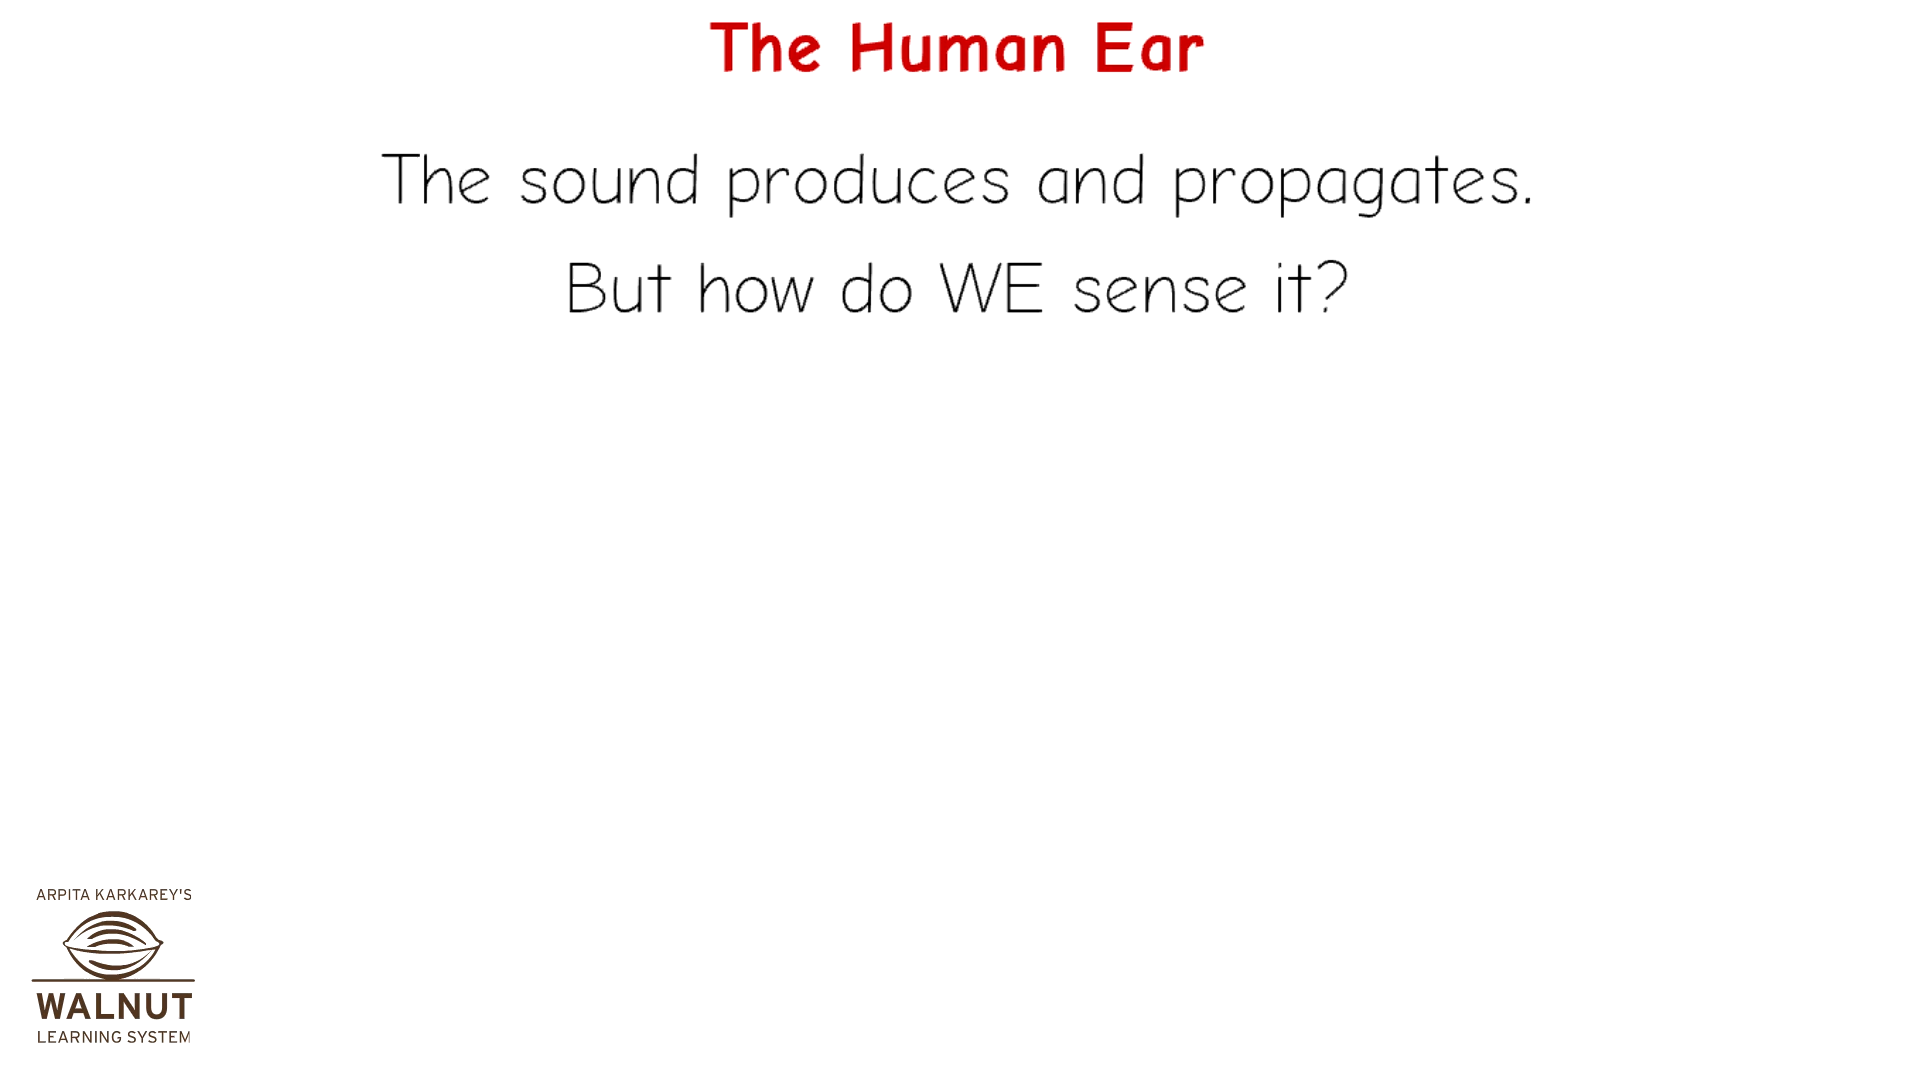 The Human Ear
The sound produces and propagates.
But how do WE sense it?
ARPITA KARKAREY'S
WALNUT
LEARNING SYSTEM